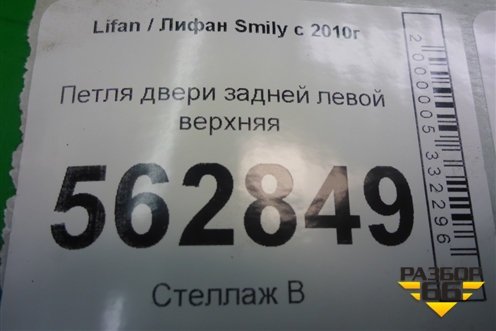 Lifan / Лифан Smily с 2010г
Петля двери задней левой
верхняя
562849
Стеллаж В
2000005332296
РАЗБОР
66